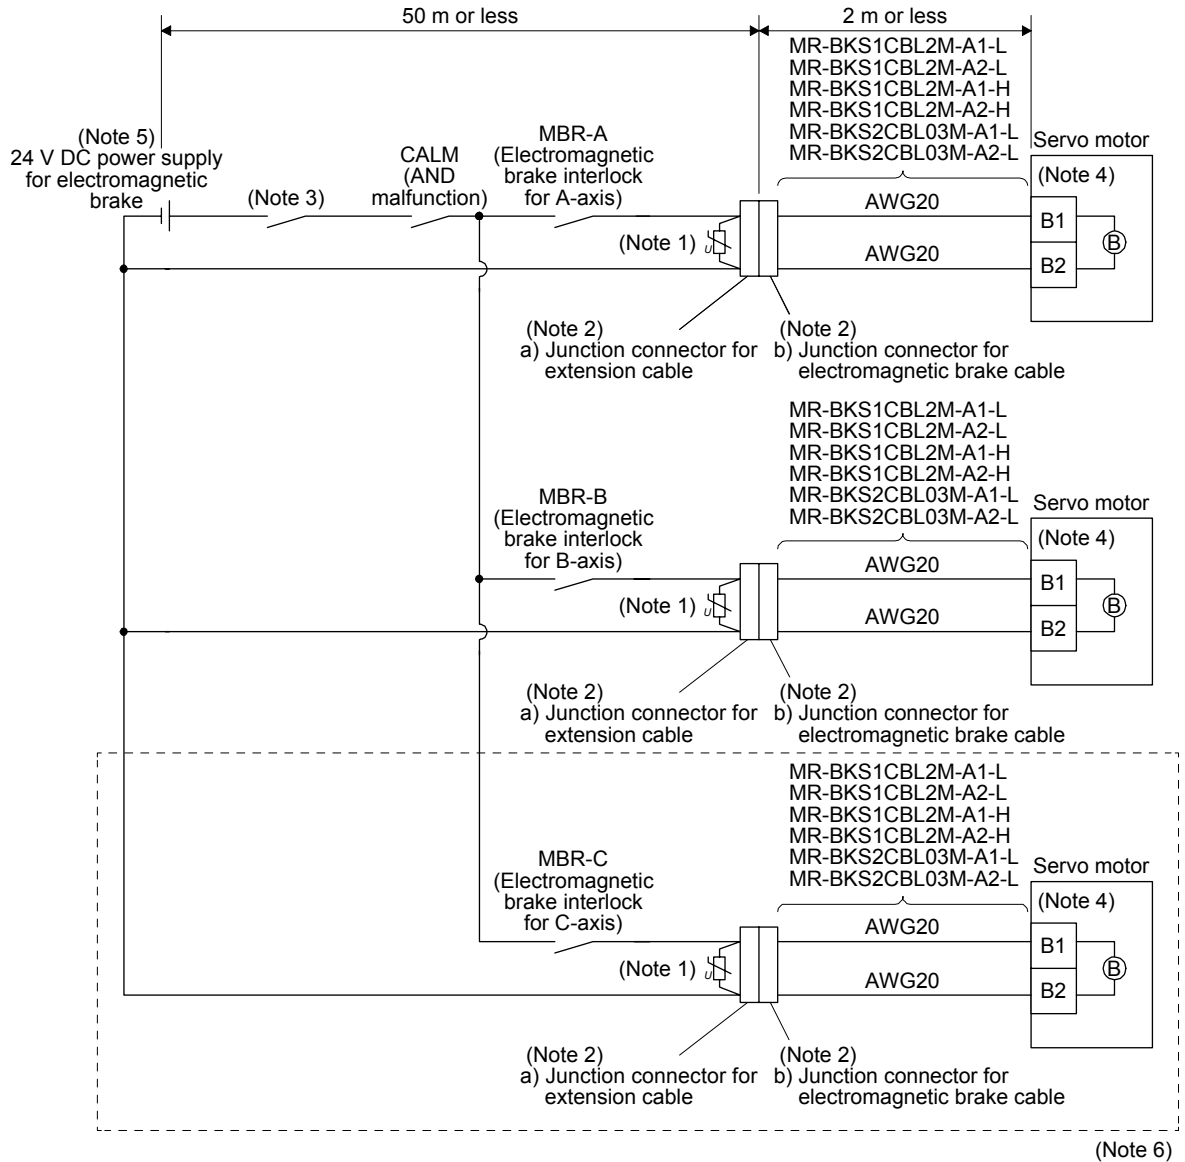 50 m or less
2 m or less
MR-BKS1CBL2M-A1-L
MR-BKS1CBL2M-A2-L
MR-BKS1CBL2M-A1-H
MR-BKS1CBL2M-A2-H
MR-BKS2CBL03M-A1-L
MR-BKS2CBL03M-A2-L
(Note 5)
24 V DC power supply
for electromagnetic
brake
(Note 3)
CALM
(AND
malfunction)
MBR-A
(Electromagnetic
brake interlock
for A-axis)
Servo motor
(Note 4)
AWG20
B1
B
(Note 1)
U
AWG20
B2
(Note 2)
a) Junction connector for
extension cable
(Note 2)
b) Junction connector for
electromagnetic brake cable
MR-BKS1CBL2M-A1-L
MR-BKS1CBL2M-A2-L
MR-BKS1CBL2M-A1-H
MR-BKS1CBL2M-A2-H
MR-BKS2CBL03M-A1-L
MR-BKS2CBL03M-A2-L
MBR-B
(Electromagnetic
brake interlock
for B-axis)
Servo motor
(Note 4)
AWG20
B1
B
(Note 1)
U
AWG20
B2
(Note 2)
a) Junction connector for
extension cable
(Note 2)
b) Junction connector for
electromagnetic brake cable
MR-BKS1CBL2M-A1-L
MR-BKS1CBL2M-A2-L
MR-BKS1CBL2M-A1-H
MR-BKS1CBL2M-A2-H
MR-BKS2CBL03M-A1-L
MR-BKS2CBL03M-A2-L
MBR-C
(Electromagnetic
brake interlock
for C-axis)
Servo motor
(Note 4)
AWG20
B1
B
(Note 1)
U
AWG20
B2
(Note 2)
a) Junction connector for
extension cable
(Note 2)
b) Junction connector for
electromagnetic brake cable
(Note 6)